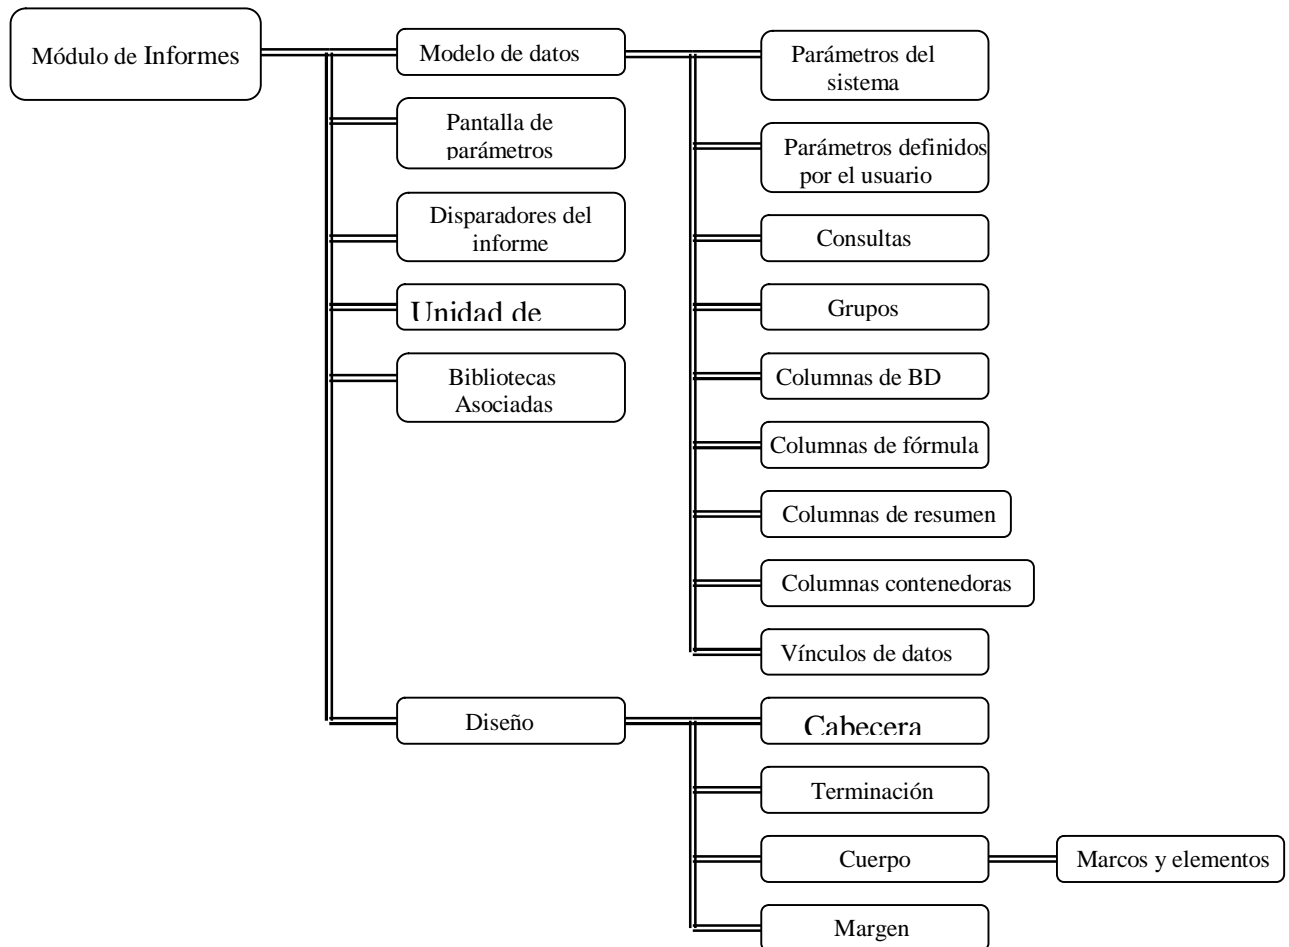 Módulo de Informes
Modelo de datos
Pantalla de
parámetros
Disparadores del
informe
Unidad de
Bibliotecas
Asociadas
Diseño
Parámetros del
sistema
Parámetros definidos
por el usuario
Consultas
Grupos
Columnas de BD
Columnas de fórmula
Columnas de resumen
Columnas contenedoras
Vínculos de datos
Cabecera
Terminación
Cuerpo
Margen
Marcos y elementos